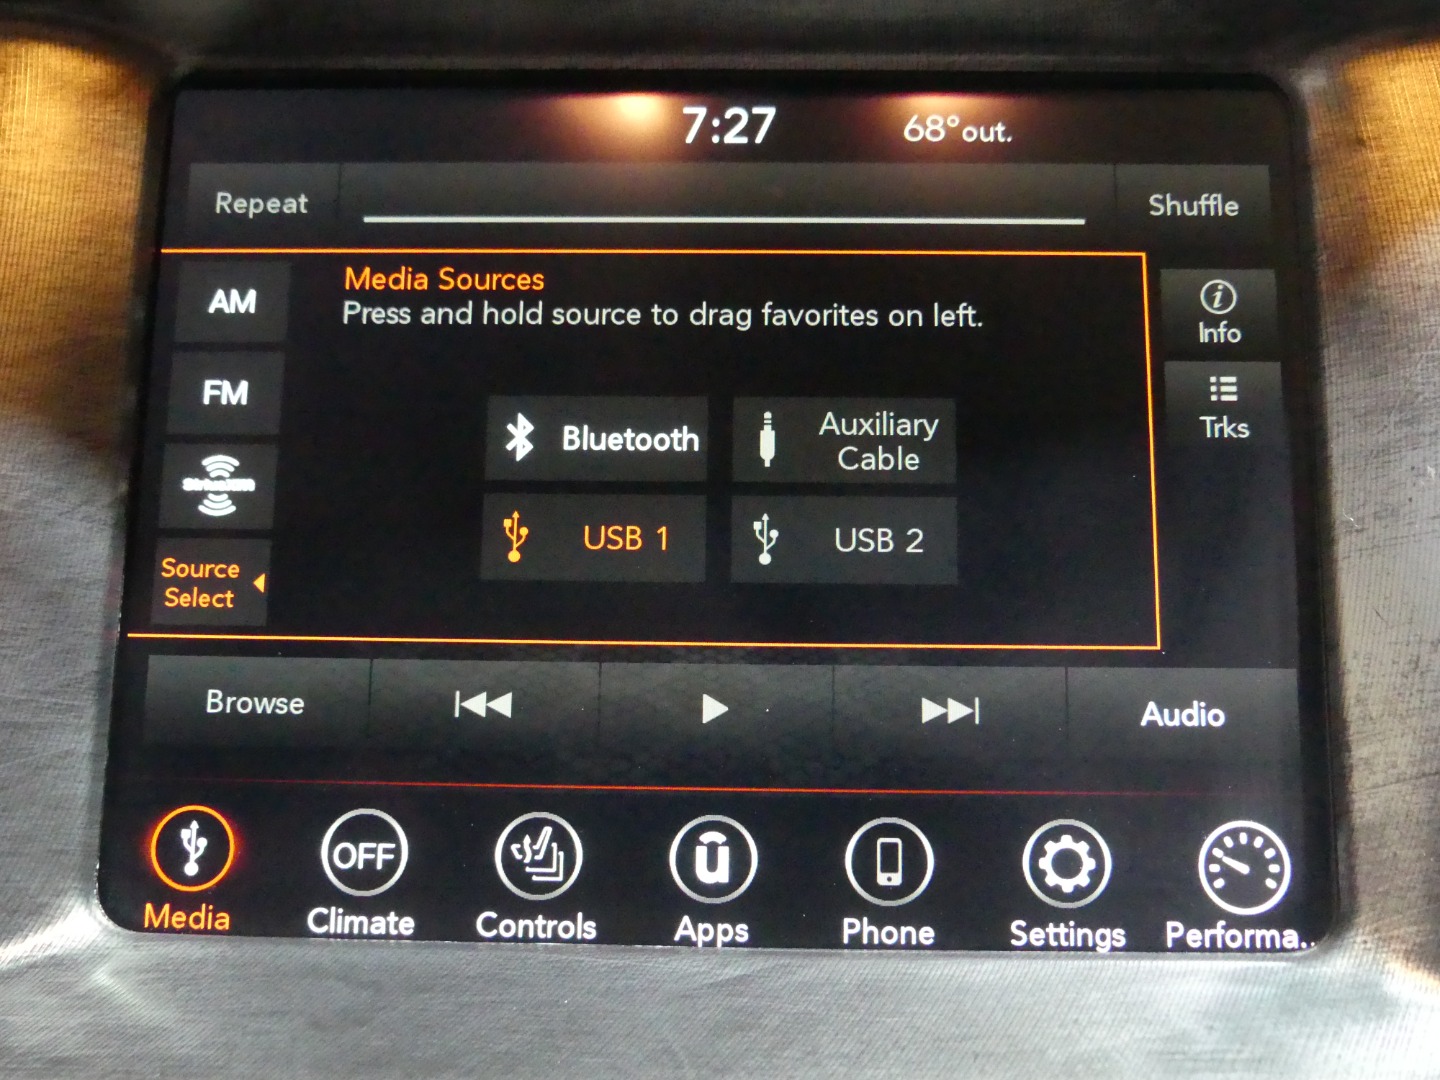 7:27
68°out.
Repeat
Shuffle
Media Sources
Press and hold source to drag favorites on left.
AM
FM
SiriusXM
Source
Select
Bluetooth
Auxiliary
Cable
USB 1
USB 2
Info
Trks
Browse
Audio
Media
OFF
Climate
Controls
u
Apps
Phone
Settings
Performa..